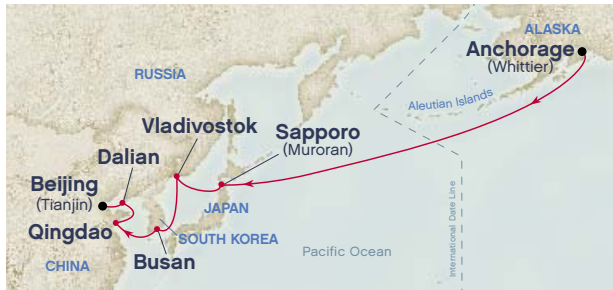 ALASKA
Anchorage
(Whittier)
RUSSIA
Aleutian Islands
Vladivostok
Sapporo
(Muroran)
Dalian
Beijing
(Tianjin)
JAPAN
Qingdao
SOUTH KOREA
International Date Line
Pacific Ocean
Busan
CHINA